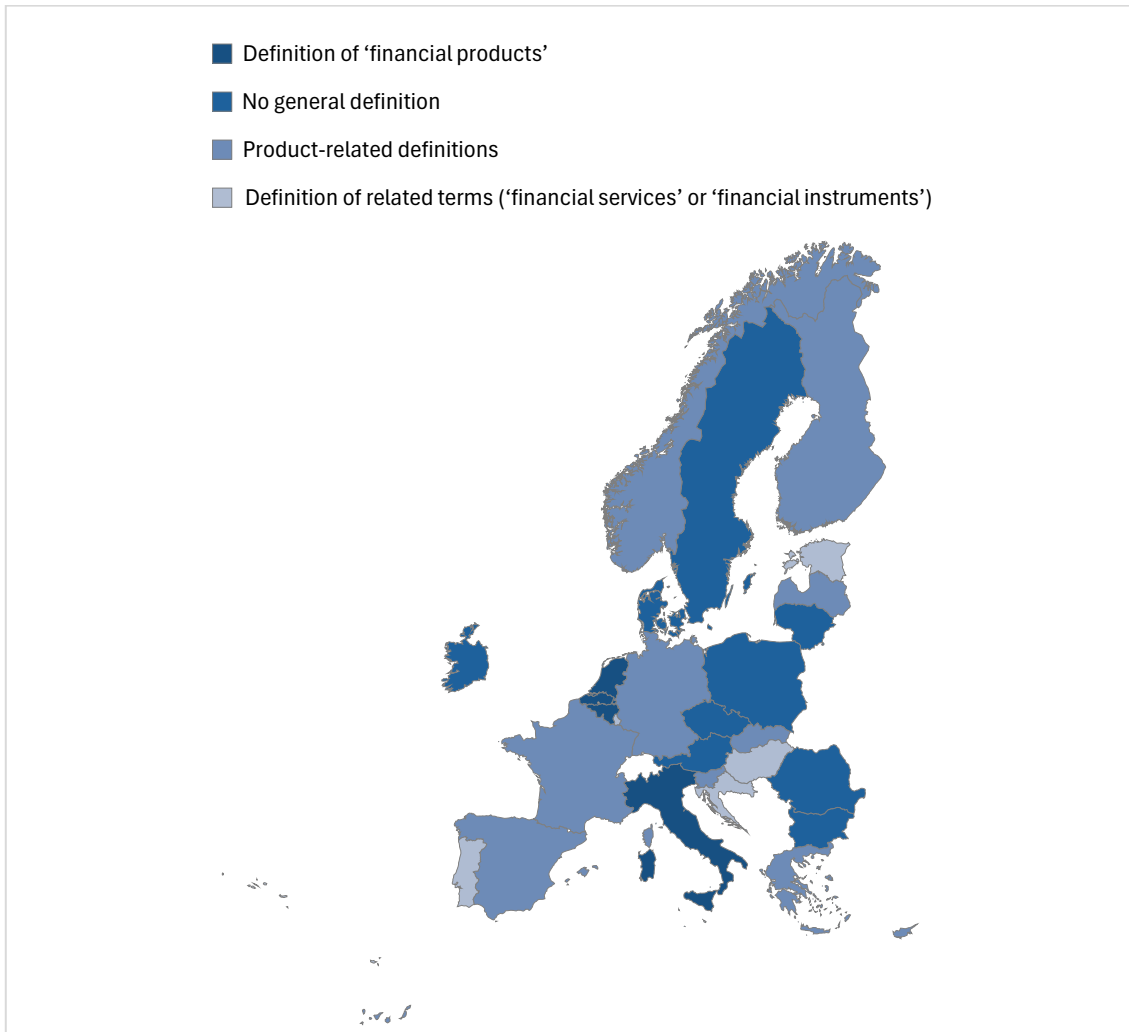 Definition of ‘financial products’
No general definition
Product-related definitions
Definition of related terms (‘financial services’ or ‘financial instruments’)